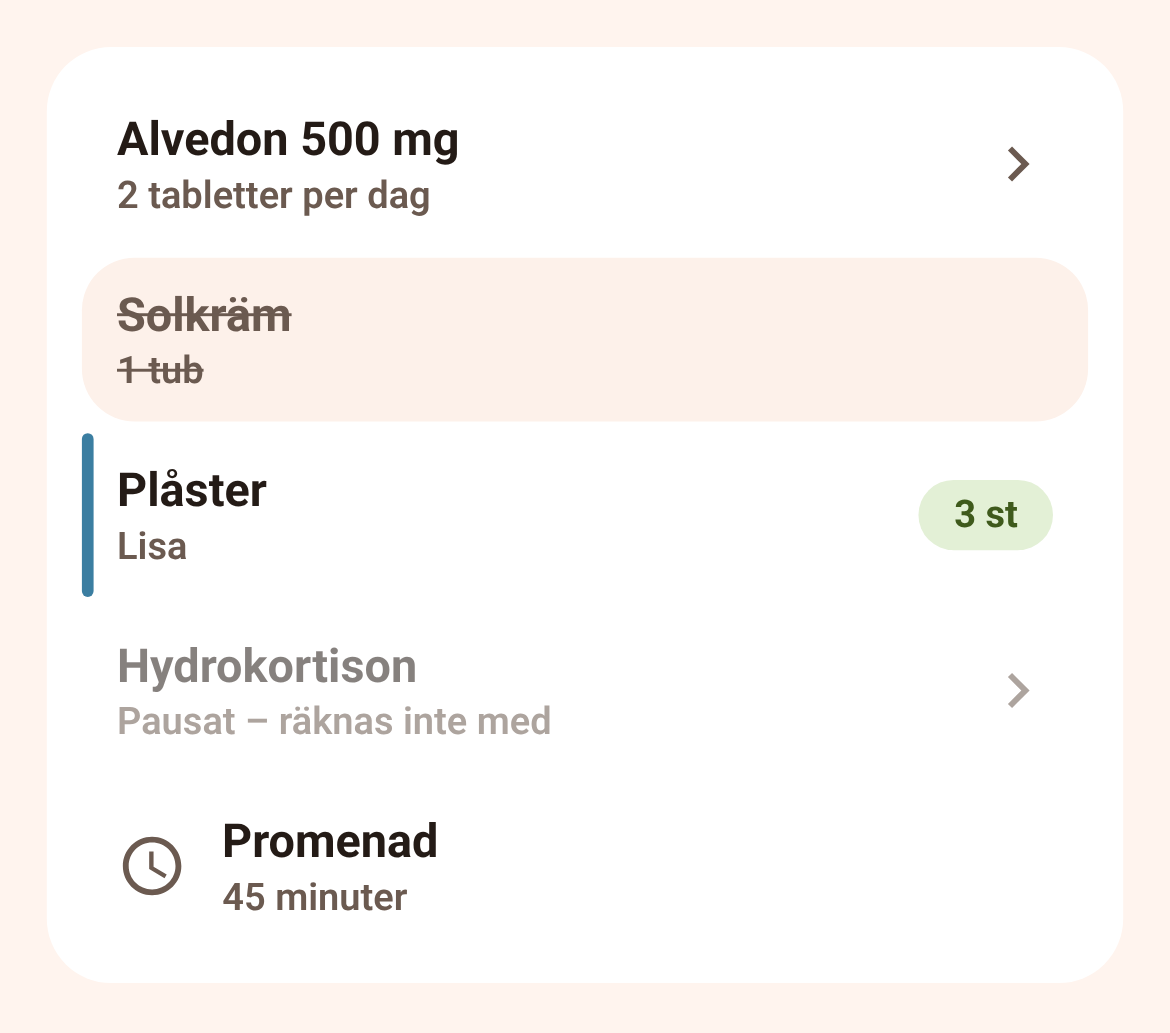 Alvedon 500 mg
2 tabletter per dag
Solkräm
1 tub
Plåster
Lisa
3 st
Hydrokortison
Pausat – räknas inte med
Promenad
45 minuter